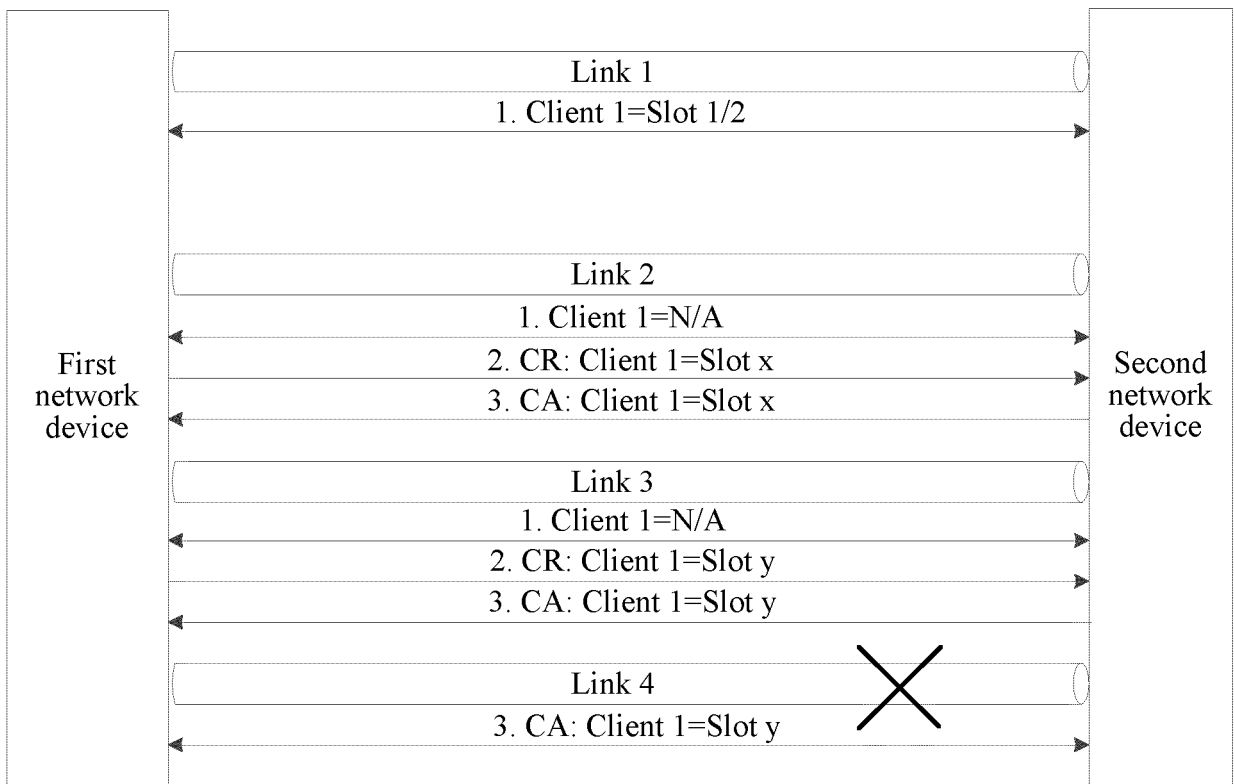 Link 1
1. Client 1=Slot 1/2
Link 2
1. Client 1=N/A
2. CR: Client 1=Slot x
3. CA: Client 1=Slot x
First
network
device
Second
network
device
Link 3
1. Client 1=N/A
2. CR: Client 1=Slot y
3. CA: Client 1=Slot y
Link 4
3. CA: Client 1=Slot y